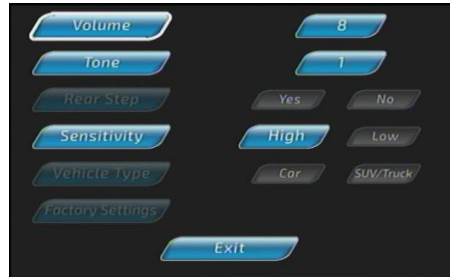 Volume 8
Tone 1
Rear Step Yes No
Sensitivity High Low
Vehicle Type Car SUV/Truck
Factory Settings
Exit